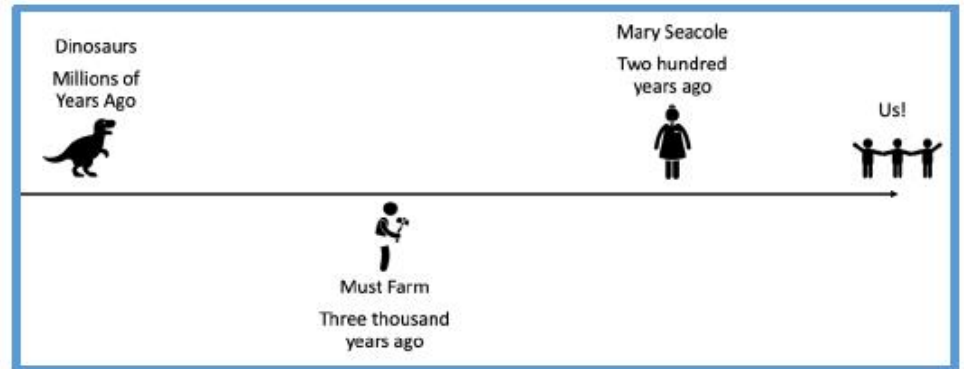 Dinosaurs
Millions of
Years Ago
Must Farm
Three thousand
years ago
Mary Seacole
Two hundred
years ago
Us!